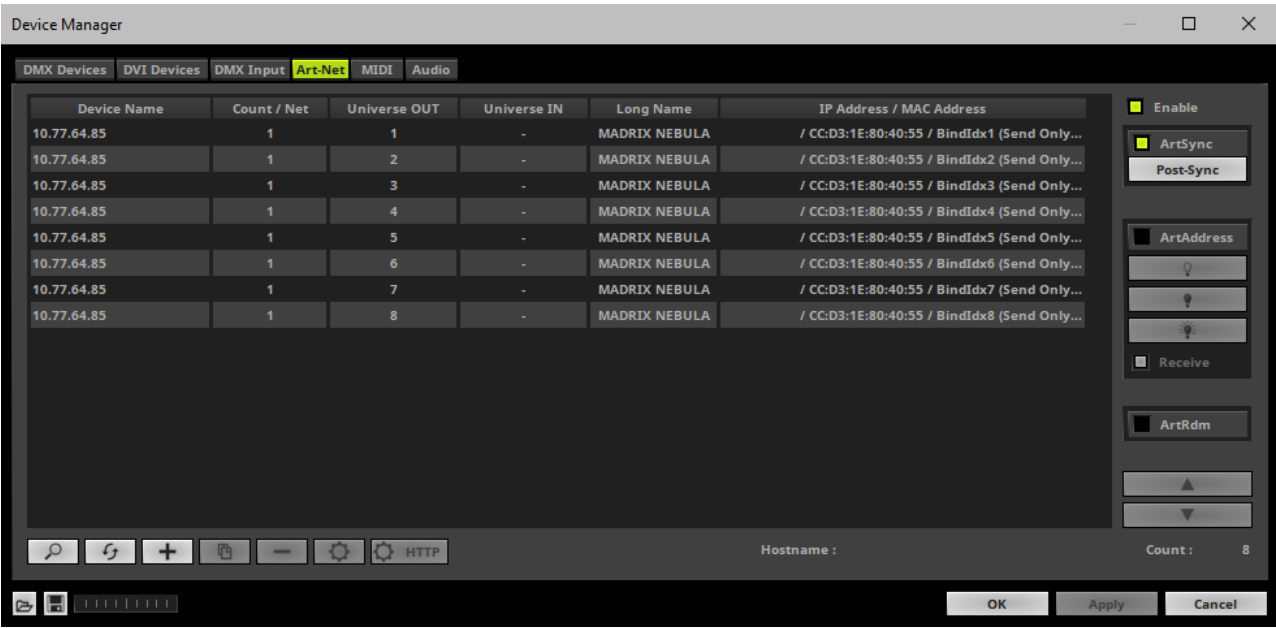 Device Manager
DMX Devices DVI Devices DMX Input Art-Net MIDI Audio
Device Name Count / Net Universe OUT Universe IN Long Name IP Address / MAC Address
10.77.64.85 1 1 - MADRIX NEBULA / CC:D3:1E:80:40:55 / BindIdx1 (Send Only...
10.77.64.85 1 2 - MADRIX NEBULA / CC:D3:1E:80:40:55 / BindIdx2 (Send Only...
10.77.64.85 1 3 - MADRIX NEBULA / CC:D3:1E:80:40:55 / BindIdx3 (Send Only...
10.77.64.85 1 4 - MADRIX NEBULA / CC:D3:1E:80:40:55 / BindIdx4 (Send Only...
10.77.64.85 1 5 - MADRIX NEBULA / CC:D3:1E:80:40:55 / BindIdx5 (Send Only...
10.77.64.85 1 6 - MADRIX NEBULA / CC:D3:1E:80:40:55 / BindIdx6 (Send Only...
10.77.64.85 1 7 - MADRIX NEBULA / CC:D3:1E:80:40:55 / BindIdx7 (Send Only...
10.77.64.85 1 8 - MADRIX NEBULA / CC:D3:1E:80:40:55 / BindIdx8 (Send Only...
Enable
ArtSync
Post-Sync
ArtAddress
Receive
ArtRdm
HTTP
Hostname :
Count : 8
OK Apply Cancel